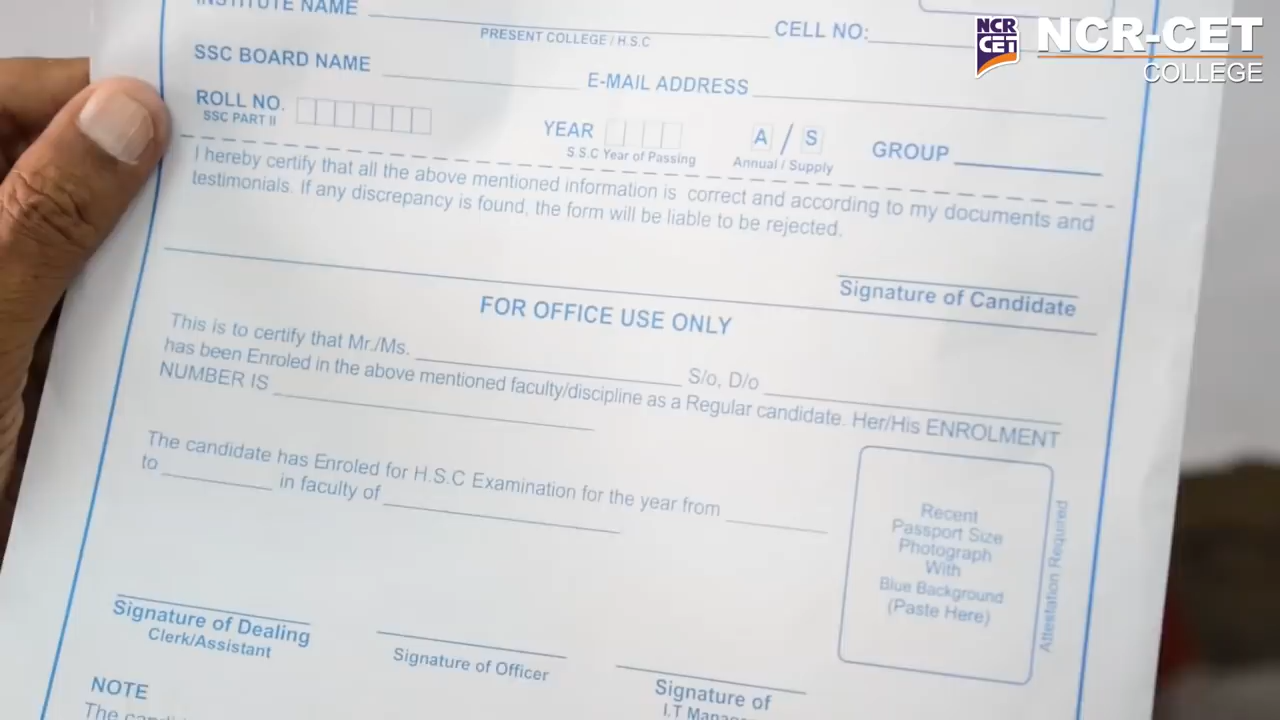 INSTITUTE NAME
PRESENT COLLEGE / H.S.C
CELL NO:
NCR
CET
NCR-CET
COLLEGE
SSC BOARD NAME
E-MAIL ADDRESS
ROLL NO.
SSC PART II
YEAR
S.S.C Year of Passing
A / S
Annual / Supply
GROUP
I hereby certify that all the above mentioned information is correct and according to my documents and
testimonials. If any discrepancy is found, the form will be liable to be rejected.
Signature of Candidate
FOR OFFICE USE ONLY
This is to certify that Mr./Ms. S/o, D/o
has been Enroled in the above mentioned faculty/discipline as a Regular candidate. Her/His ENROLMENT
NUMBER IS
The candidate has Enroled for H.S.C Examination for the year from
to in faculty of
Recent
Passport Size
Photograph
With
Blue Background
(Paste Here)
Attestation Required
Signature of Dealing
Clerk/Assistant
Signature of Officer
Signature of
I.T
NOTE
The